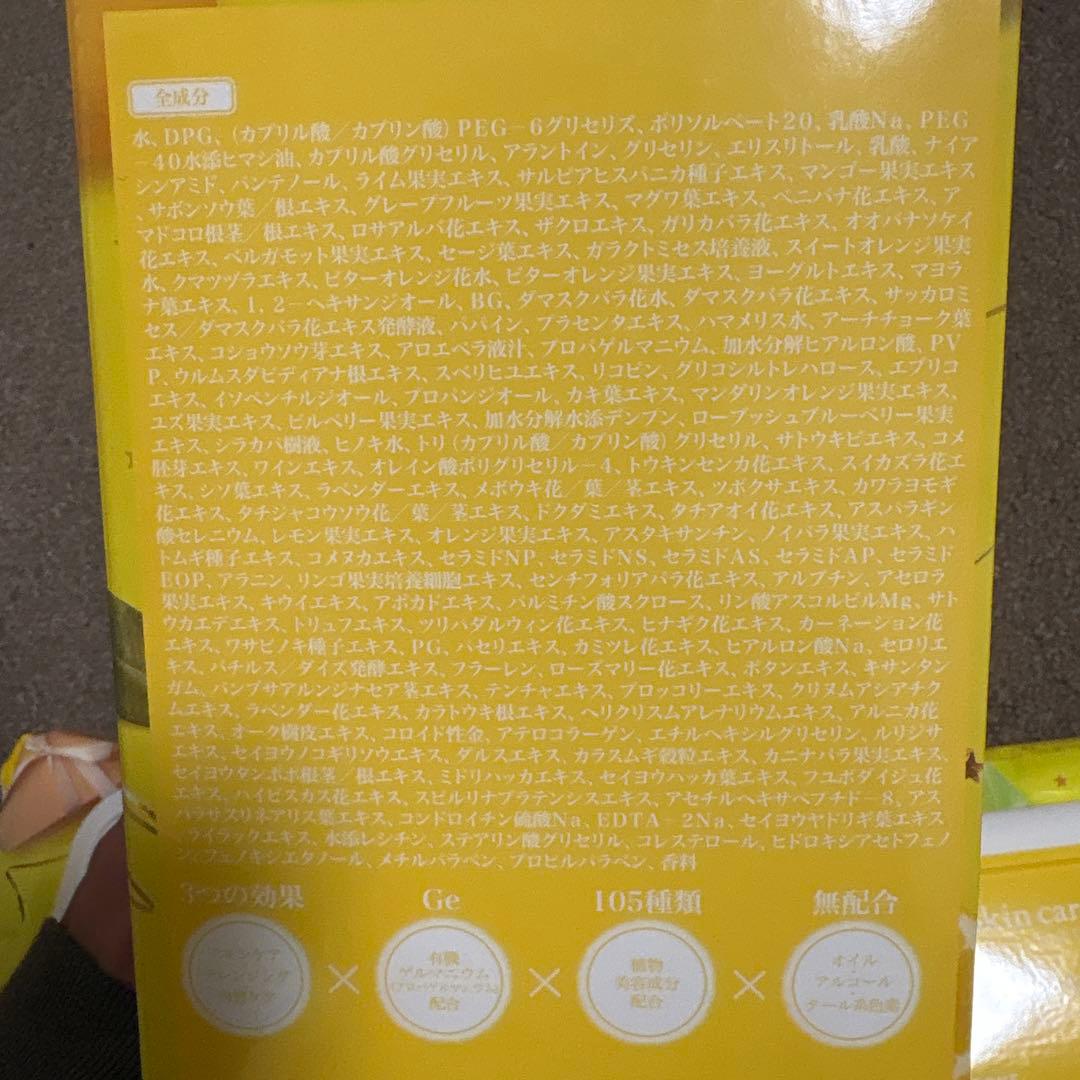 全成分
水、DPG、(カプリル酸／カプリン酸)PEG－6グリセリズ、ポリソルベート20、乳酸Na、PEG
－40水添ヒマシ油、カプリル酸グリセリル、アラントイン、グリセリン、エリスリトール、乳酸、ナイア
シンアミド、パンテノール、ライム果実エキス、サルビアヒスパニカ種子エキス、マンゴー果実エキス
、サボンソウ葉／根エキス、グレープフルーツ果実エキス、マグワ葉エキス、ベニバナ花エキス、ア
マドコロ根茎／根エキス、ロサアルバ花エキス、ザクロエキス、ガリカバラ花エキス、オオバナソケイ
花エキス、ベルガモット果実エキス、セージ葉エキス、ガラクトミセス培養液、スイートオレンジ果実
水、クマツヅラエキス、ビターオレンジ花水、ビターオレンジ果実エキス、ヨーグルトエキス、マヨラ
ナ葉エキス、1，2－ヘキサンジオール、BG、ダマスクバラ花水、ダマスクバラ花エキス、サッカロミ
セス／ダマスクバラ花エキス発酵液、パパイン、プラセンタエキス、ハマメリス水、アーチチョーク葉
エキス、コショウソウ芽エキス、アロエベラ液汁、プロパゲルマニウム、加水分解ヒアルロン酸、PV
P、ウルムスダビディアナ根エキス、スベリヒユエキス、リコピン、グリコシルトレハロース、エブリコ
エキス、イソペンチルジオール、プロパンジオール、カキ葉エキス、マンダリンオレンジ果実エキス、
ユズ果実エキス、ビルベリー果実エキス、加水分解水添デンプン、ローブッシュブルーベリー果実
エキス、シラカバ樹液、ヒノキ水、トリ(カプリル酸／カプリン酸)グリセリル、サトウキビエキス、コメ
胚芽エキス、ワインエキス、オレイン酸ポリグリセリル－4、トウキンセンカ花エキス、スイカズラ花エ
キス、シソ葉エキス、ラベンダーエキス、メボウキ花／葉／茎エキス、ツボクサエキス、カワラヨモギ
花エキス、タチジャコウソウ花／葉／茎エキス、ドクダミエキス、タチアオイ花エキス、アスパラギン
酸セレニウム、レモン果実エキス、オレンジ果実エキス、アスタキサンチン、ノイバラ果実エキス、ハ
トムギ種子エキス、コメヌカエキス、セラミドNP、セラミドNS、セラミドAS、セラミドAP、セラミド
EOP、アラニン、リンゴ果実培養細胞エキス、センチフォリアバラ花エキス、アルブチン、アセロラ
果実エキス、キウイエキス、アボカドエキス、パルミチン酸スクロース、リン酸アスコルビルMg、サト
ウカエデエキス、トリュフエキス、ツリバダルウィン花エキス、ヒナギク花エキス、カーネーション花
エキス、ワサビノキ種子エキス、PG、パセリエキス、カミツレ花エキス、ヒアルロン酸Na、セロリエ
キス、バチルス／ダイズ発酵エキス、フラーレン、ローズマリー花エキス、ボタンエキス、キサンタン
ガム、バンブサアルンジナセア茎エキス、テンチャエキス、ブロッコリーエキス、クリヌムアシアチク
ムエキス、ラベンダー花エキス、カラトウキ根エキス、ヘリクリスムアレナリウムエキス、アルニカ花
エキス、オーク樹皮エキス、コロイド性金、アテロコラーゲン、エチルヘキシルグリセリン、ルリジサ
エキス、セイヨウノコギリソウエキス、ダルスエキス、カラスムギ穀粒エキス、カニナバラ果実エキス
、セイヨウタンポポ根茎／根エキス、ミドリハッカエキス、セイヨウハッカ葉エキス、フユボダイジュ花
エキス、ハイビスカス花エキス、スピルリナプラテンシスエキス、アセチルヘキサペプチド－8、アス
パラサスリネアリス葉エキス、コンドロイチン硫酸Na、EDTA－2Na、セイヨウヤドリギ葉エキス
、ライラックエキス、水添レシチン、ステアリン酸グリセリル、コレステロール、ヒドロキシアセトフェノ
ン、フェノキシエタノール、メチルパラベン、プロピルパラベン、香料
3つの効果 Ge 105種類 無配合
有機 ゲルマニウム (プロパゲルマニウム) 配合
×
植物 美容成分 配合
×
オイル アルコール タール系色素
skin car